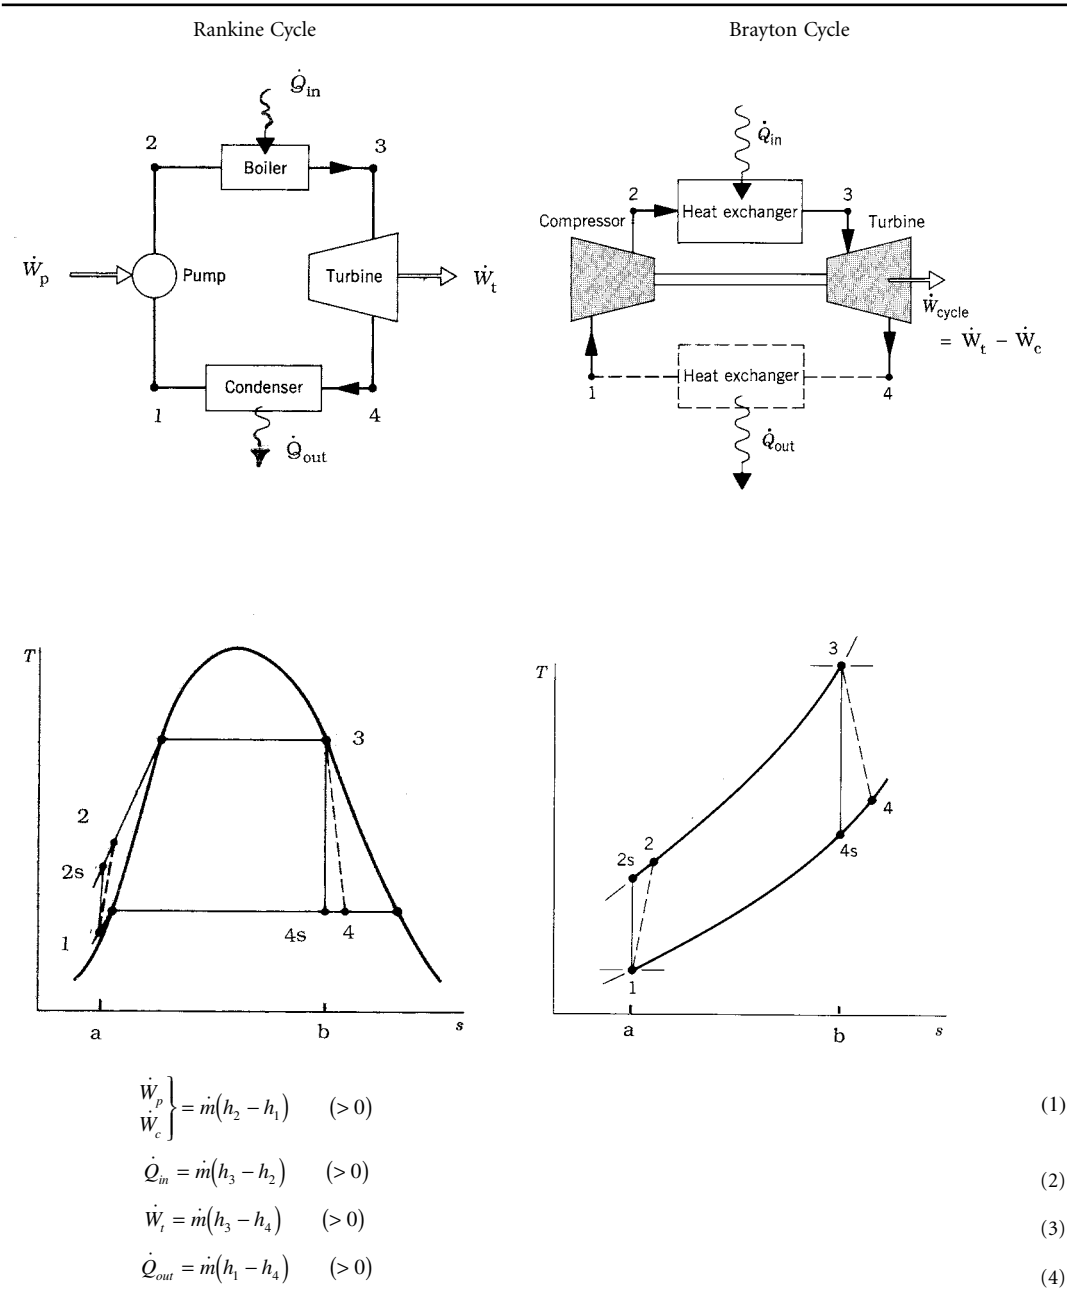 Rankine Cycle
Brayton Cycle
Q̇in
2
3
Boiler
Ẇp
Pump
Turbine
Ẇt
Condenser
1
4
Q̇out
Q̇in
2
3
Heat exchanger
Compressor
Turbine
Ẇcycle
= Ẇt − Ẇc
Heat exchanger
1
4
Q̇out
T
3
2
2s
1
4s
4
a
b
s
T
3
2s
2
4
4s
1
a
b
s
Ẇp
Ẇc} = ṁ(h2 − h1) (> 0) (1)
Q̇in = ṁ(h3 − h2) (> 0) (2)
Ẇt = ṁ(h3 − h4) (> 0) (3)
Q̇out = ṁ(h1 − h4) (> 0) (4)